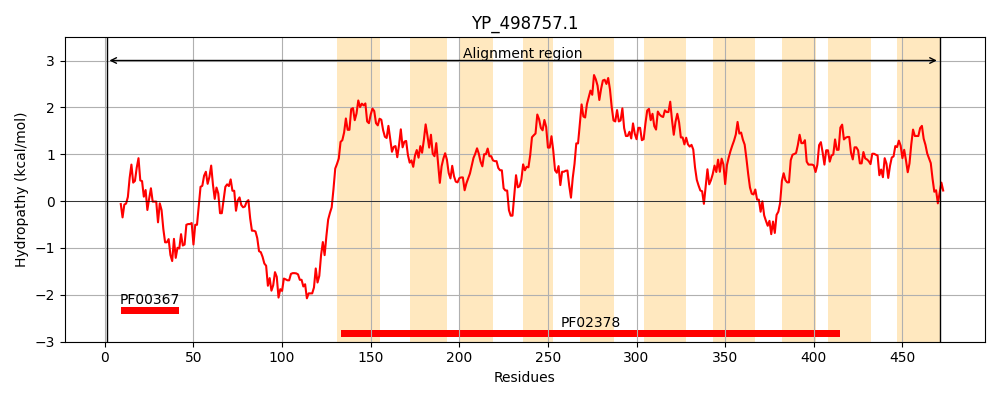 YP_498757.1
Alignment region
Hydropathy (kcal/mol)
3
2
1
0
−1
−2
−3
PF00367
PF02378
0 50 100 150 200 250 300 350 400 450
Residues